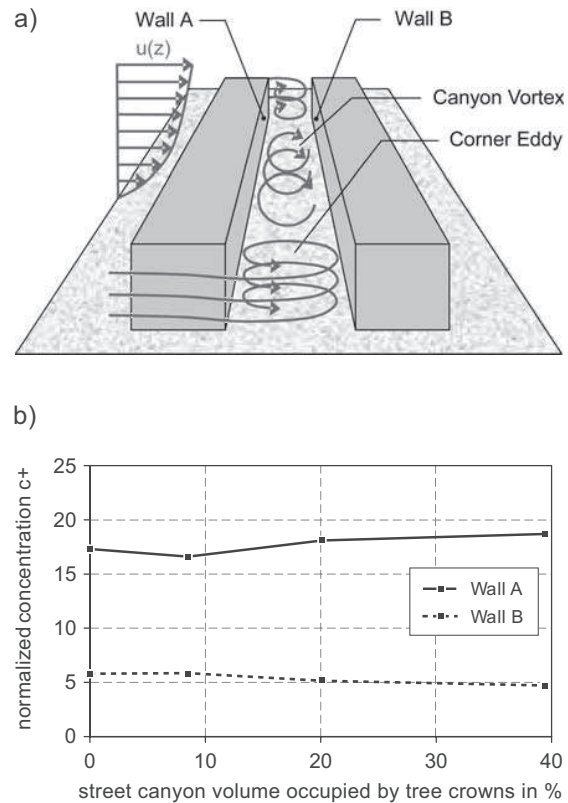 a)
Wall A
Wall B
u(z)
Canyon Vortex
Corner Eddy
b)
normalized concentration c+
25
20
15
10
5
0
Wall A
Wall B
0
10
20
30
40
street canyon volume occupied by tree crowns in %